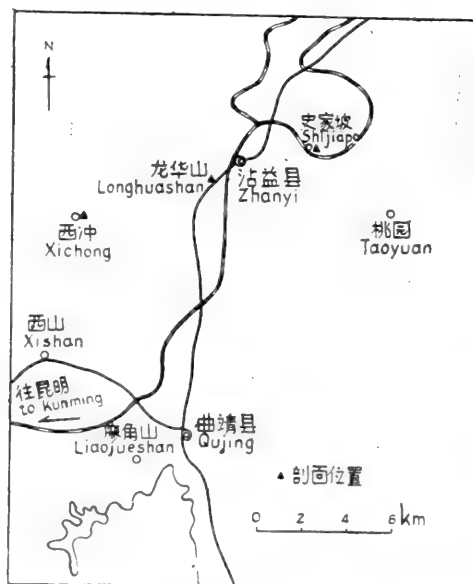 N
史家坡
Shijiapo
龙华山
Longhuashan
沾益县
Zhanyi
西冲
Xichong
桃园
Taoyuan
西山
Xishan
往昆明
to Kunming
角山
Liaojueshan
曲靖县
Qujing
▲ 剖面位置
0 2 4 6 km